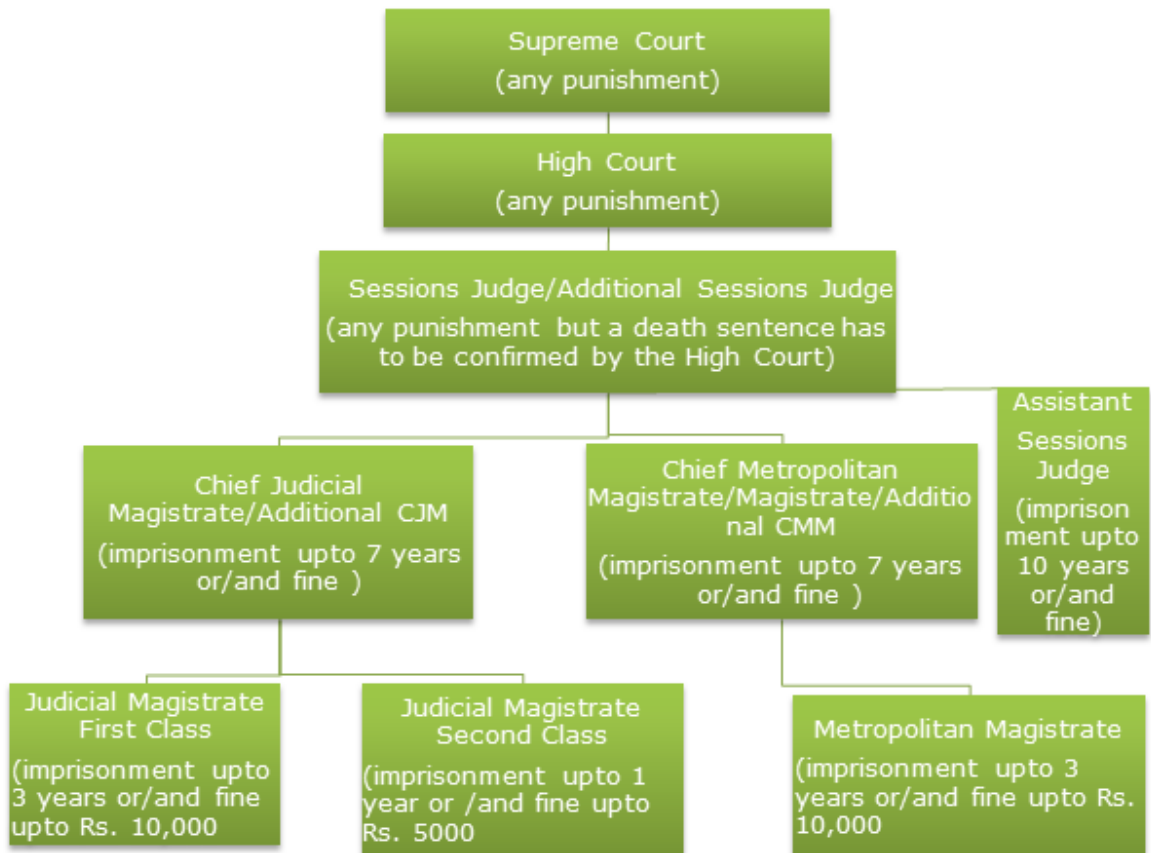 Supreme Court
(any punishment)
High Court
(any punishment)
Sessions Judge/Additional Sessions Judge
(any punishment but a death sentence has
to be confirmed by the High Court)
Assistant
Sessions
Judge
(imprison
ment upto
10 years
or/and
fine)
Chief Judicial
Magistrate/Additional CJM
(imprisonment upto 7 years
or/and fine )
Chief Metropolitan
Magistrate/Magistrate/Additio
nal CMM
(imprisonment upto 7 years
or/and fine )
Judicial Magistrate
First Class
(imprisonment upto
3 years or/and fine
upto Rs. 10,000
Judicial Magistrate
Second Class
(imprisonment upto 1
year or /and fine upto
Rs. 5000
Metropolitan Magistrate
(imprisonment upto 3
years or/and fine upto Rs.
10,000